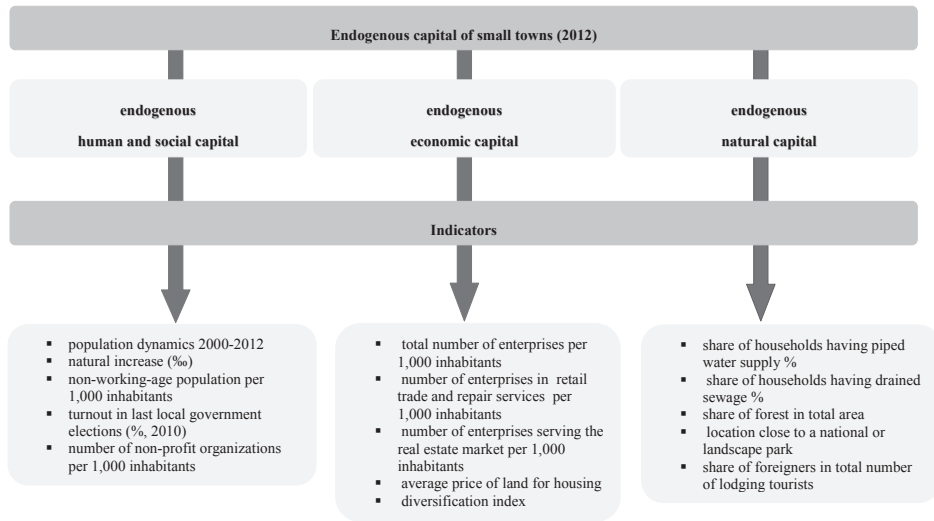 Endogenous capital of small towns (2012)
endogenous
human and social capital
endogenous
economic capital
endogenous
natural capital
Indicators
▪ population dynamics 2000-2012
▪ natural increase (‰)
▪ non-working-age population per
1,000 inhabitants
▪ turnout in last local government
elections (%, 2010)
▪ number of non-profit organizations
per 1,000 inhabitants
▪ total number of enterprises per
1,000 inhabitants
▪ number of enterprises in retail
trade and repair services per
1,000 inhabitants
▪ number of enterprises serving the
real estate market per 1,000
inhabitants
▪ average price of land for housing
▪ diversification index
▪ share of households having piped
water supply %
▪ share of households having drained
sewage %
▪ share of forest in total area
▪ location close to a national or
landscape park
▪ share of foreigners in total number
of lodging tourists